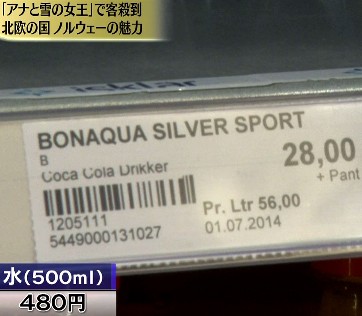 「アナと雪の女王」で客殺到
北欧の国 ノルウェーの魅力
isklar
BONAQUA SILVER SPORT
B
Coca Cola Drikker
28,00
+ Pant
1205111
5449000131027
Pr. Ltr 56,00
01.07.2014
水(500ml)
480円